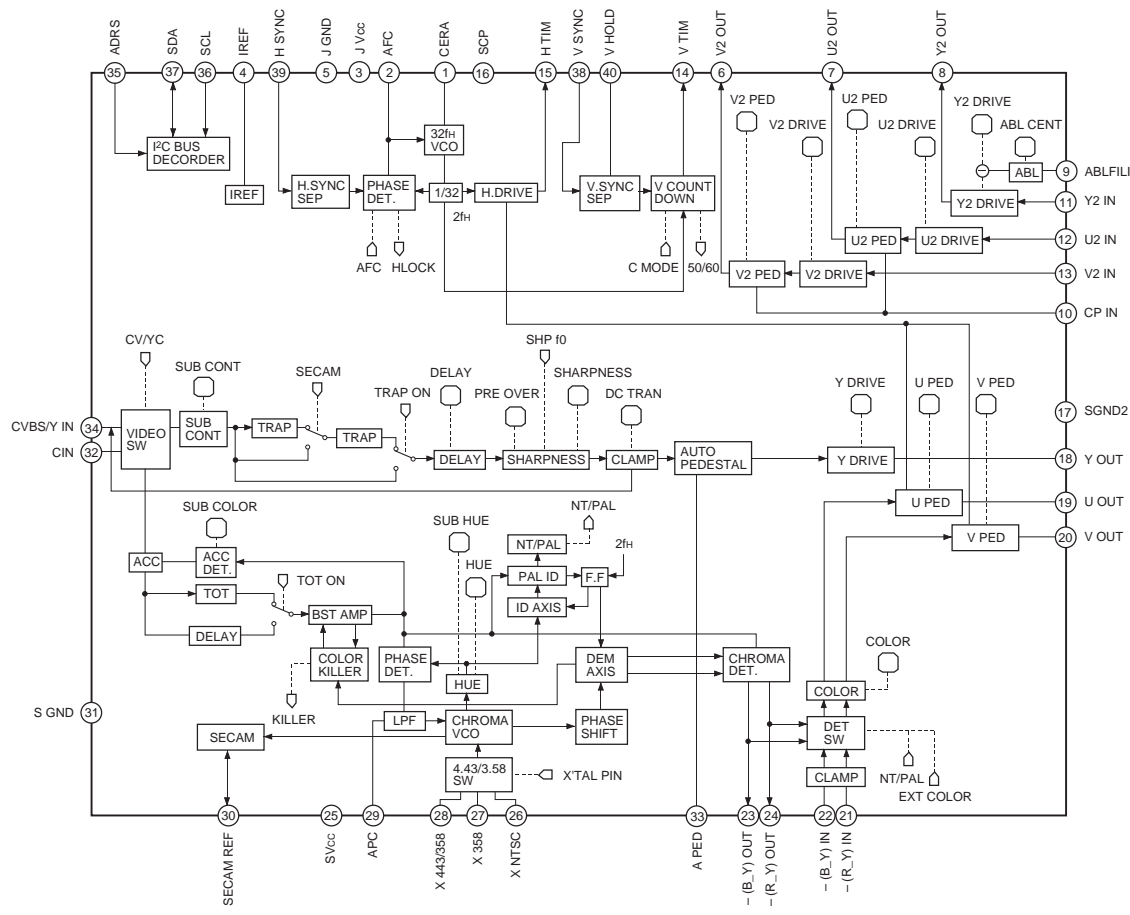 ADRS
SDA
SCL
IREF
H SYNC
J GND
J Vcc
AFC
CERA
SCP
H TIM
V SYNC
V HOLD
V TIM
V2 OUT
U2 OUT
Y2 OUT
35
37
36
4
39
5
3
2
1
16
15
38
40
14
6
7
8
V2 PED
U2 PED
Y2 DRIVE
V2 DRIVE
U2 DRIVE
ABL CENT
I²C BUS
DECORDER
IREF
H.SYNC
SEP
PHASE
DET.
32fH
VCO
1/32
2fH
H.DRIVE
V.SYNC
SEP
V COUNT
DOWN
AFC
HLOCK
C MODE
50/60
ABL
9
ABLFILI
Y2 DRIVE
11
Y2 IN
U2 PED
U2 DRIVE
12
U2 IN
V2 PED
V2 DRIVE
13
V2 IN
10
CP IN
CV/YC
SUB CONT
SECAM
TRAP ON
DELAY
PRE OVER
SHP f0
SHARPNESS
DC TRAN
Y DRIVE
U PED
V PED
CVBS/Y IN
34
CIN
32
VIDEO
SW
SUB
CONT
TRAP
TRAP
DELAY
SHARPNESS
CLAMP
AUTO
PEDESTAL
Y DRIVE
17
SGND2
18
Y OUT
U PED
19
U OUT
V PED
20
V OUT
SUB COLOR
ACC
ACC
DET.
TOT ON
TOT
DELAY
BST AMP
COLOR
KILLER
KILLER
PHASE
DET.
SUB HUE
HUE
HUE
NT/PAL
NT/PAL
PAL ID
ID AXIS
F.F
2fH
DEM
AXIS
CHROMA
DET.
COLOR
COLOR
DET
SW
CLAMP
NT/PAL
EXT COLOR
S GND
31
SECAM
LPF
CHROMA
VCO
PHASE
SHIFT
4.43/3.58
SW
X'TAL PIN
30
25
29
28
27
26
33
23
24
22
21
SECAM REF
SVcc
APC
X 443/358
X 358
X NTSC
A PED
– (B_Y) OUT
– (R_Y) OUT
– (B_Y) IN
– (R_Y) IN